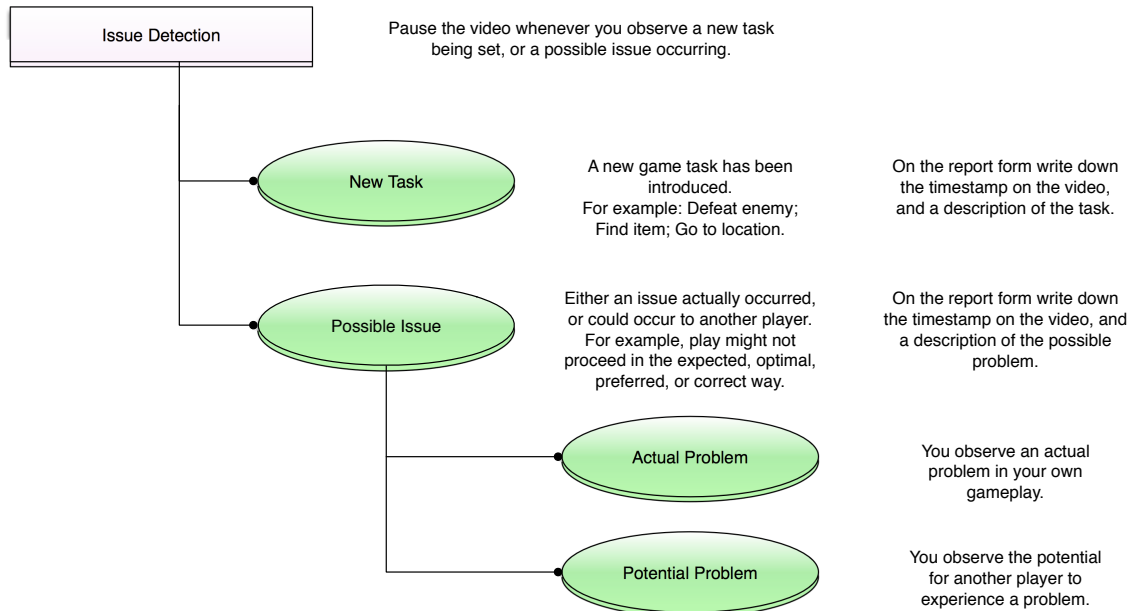 Issue Detection
Pause the video whenever you observe a new task
being set, or a possible issue occurring.
New Task
A new game task has been
introduced.
For example: Defeat enemy;
Find item; Go to location.
On the report form write down
the timestamp on the video,
and a description of the task.
Possible Issue
Either an issue actually occurred,
or could occur to another player.
For example, play might not
proceed in the expected, optimal,
preferred, or correct way.
On the report form write down
the timestamp on the video, and
a description of the possible
problem.
Actual Problem
You observe an actual
problem in your own
gameplay.
Potential Problem
You observe the potential
for another player to
experience a problem.